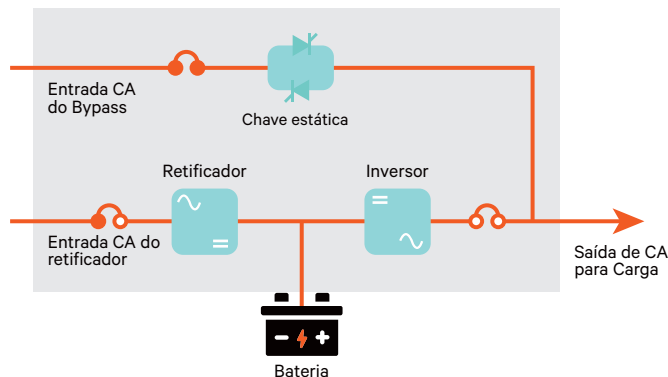 Entrada CA
do Bypass
Chave estática
Retificador
Inversor
Entrada CA do
retificador
Saída de CA
para Carga
Bateria